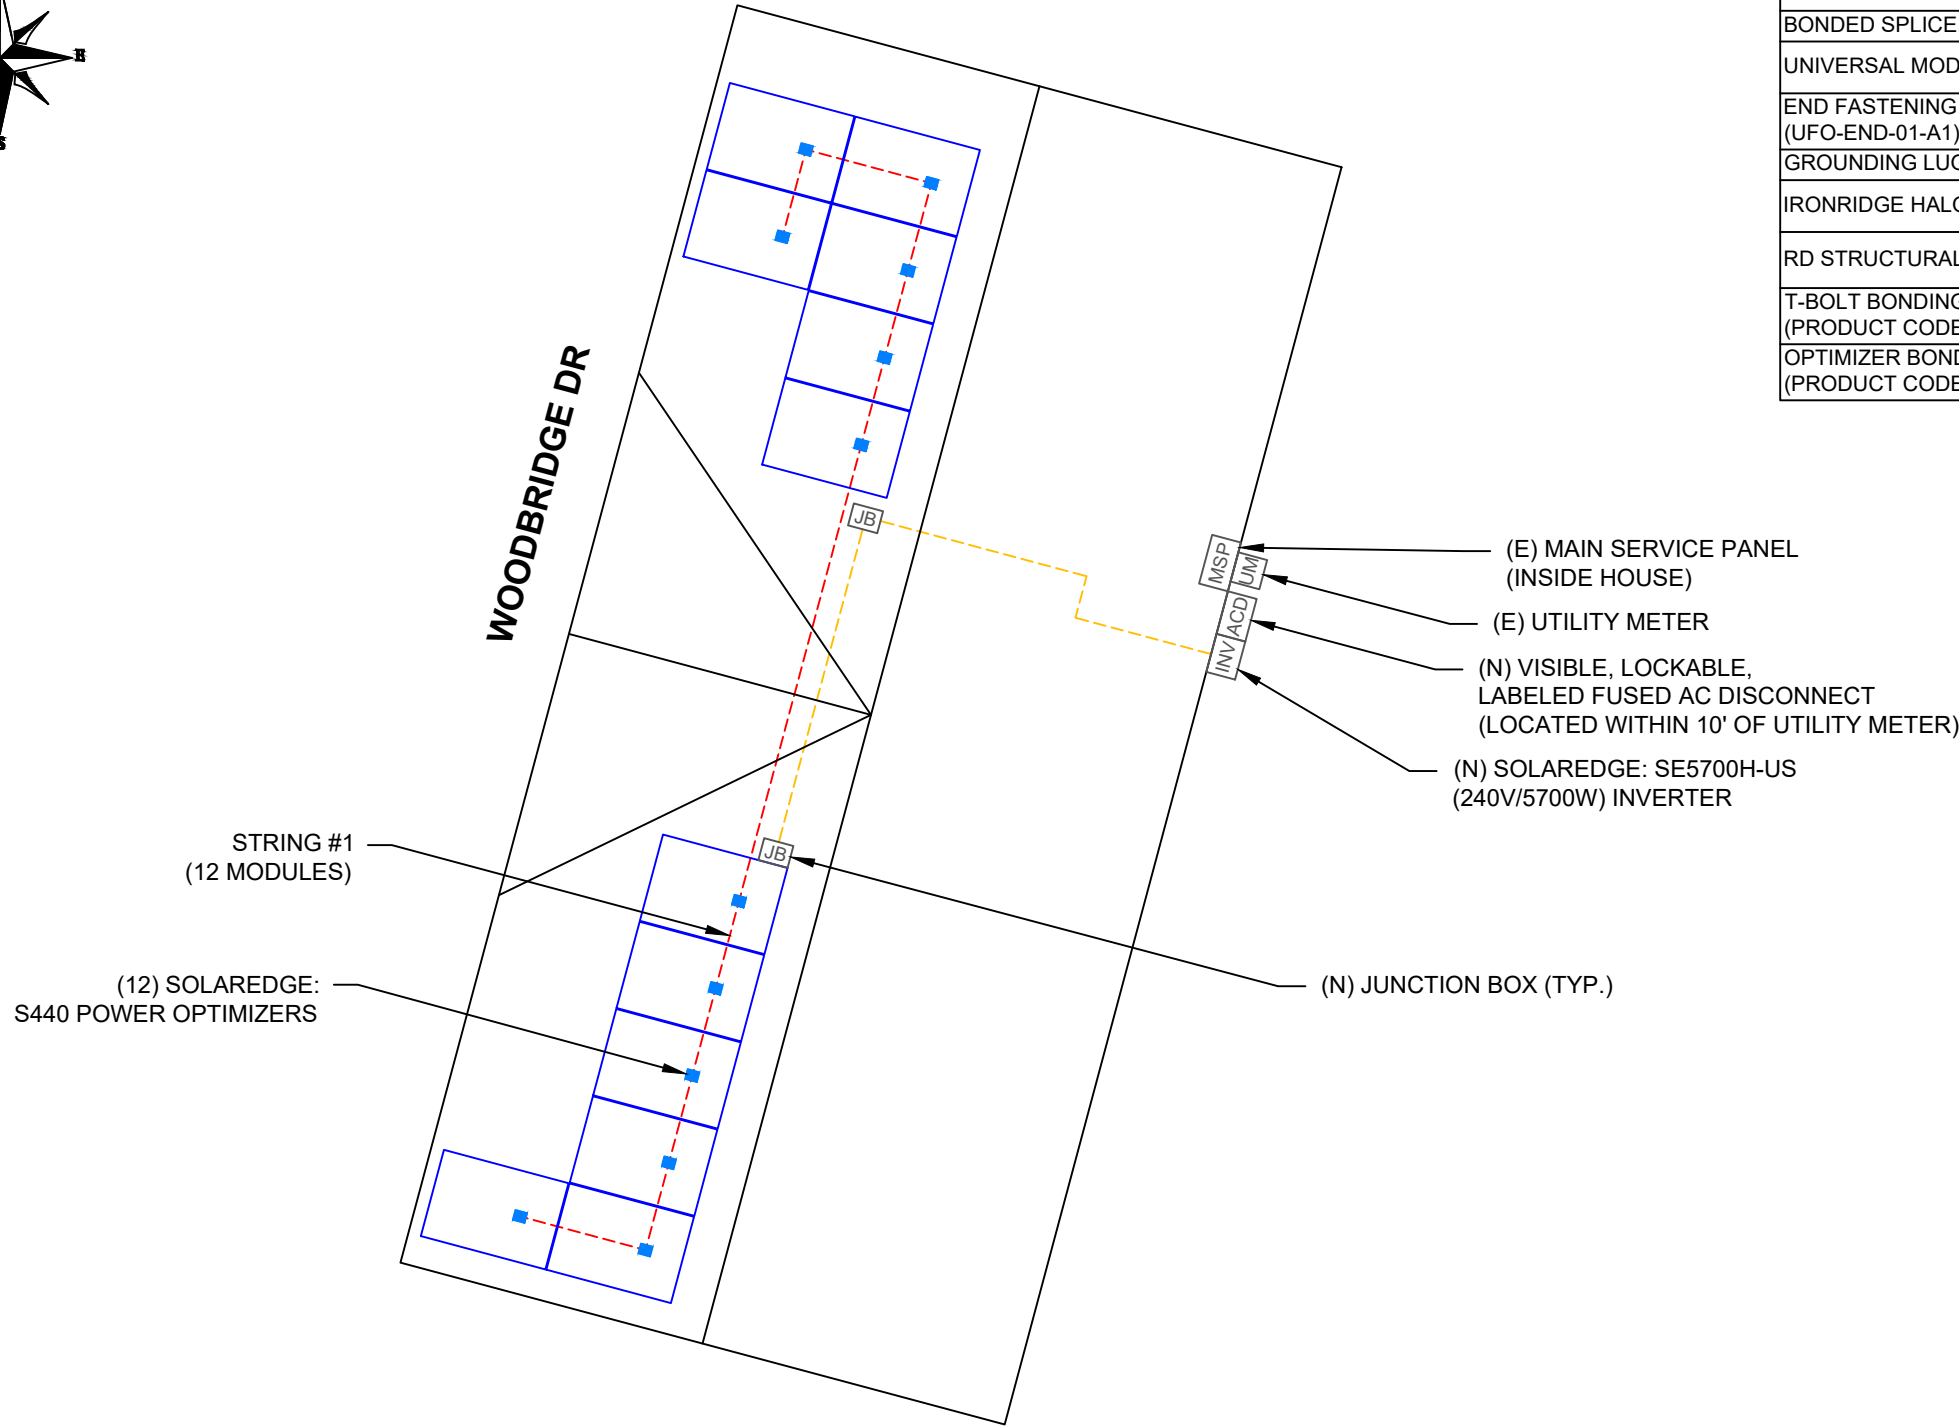 E
S
BONDED SPLICE
UNIVERSAL MOD
END FASTENING
(UFO-END-01-A1)
GROUNDING LUG
IRONRIDGE HALO
RD STRUCTURAL
T-BOLT BONDING
(PRODUCT CODE
OPTIMIZER BOND
(PRODUCT CODE
WOODBRIDGE DR
JB
MSP
UM
ACD
INV
(E) MAIN SERVICE PANEL
(INSIDE HOUSE)
(E) UTILITY METER
(N) VISIBLE, LOCKABLE,
LABELED FUSED AC DISCONNECT
(LOCATED WITHIN 10' OF UTILITY METER)
(N) SOLAREDGE: SE5700H-US
(240V/5700W) INVERTER
STRING #1
(12 MODULES)
JB
(12) SOLAREDGE:
S440 POWER OPTIMIZERS
(N) JUNCTION BOX (TYP.)